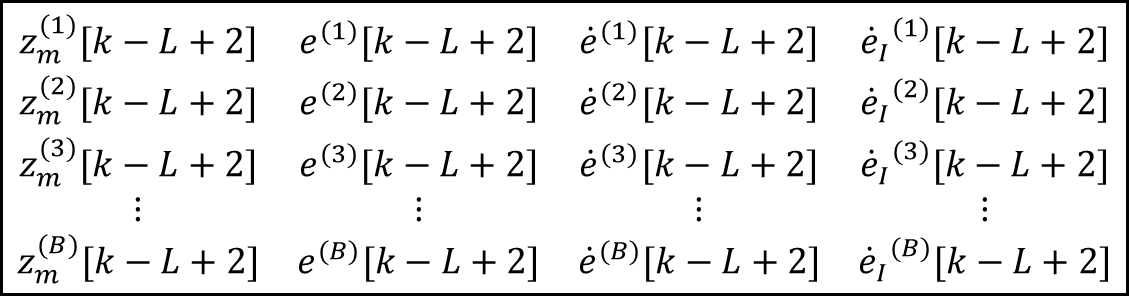 z_m^{(1)}[k − L + 2] e^{(1)}[k − L + 2] ė^{(1)}[k − L + 2] ė_I^{(1)}[k − L + 2]
z_m^{(2)}[k − L + 2] e^{(2)}[k − L + 2] ė^{(2)}[k − L + 2] ė_I^{(2)}[k − L + 2]
z_m^{(3)}[k − L + 2] e^{(3)}[k − L + 2] ė^{(3)}[k − L + 2] ė_I^{(3)}[k − L + 2]
⋮ ⋮ ⋮ ⋮
z_m^{(B)}[k − L + 2] e^{(B)}[k − L + 2] ė^{(B)}[k − L + 2] ė_I^{(B)}[k − L + 2]